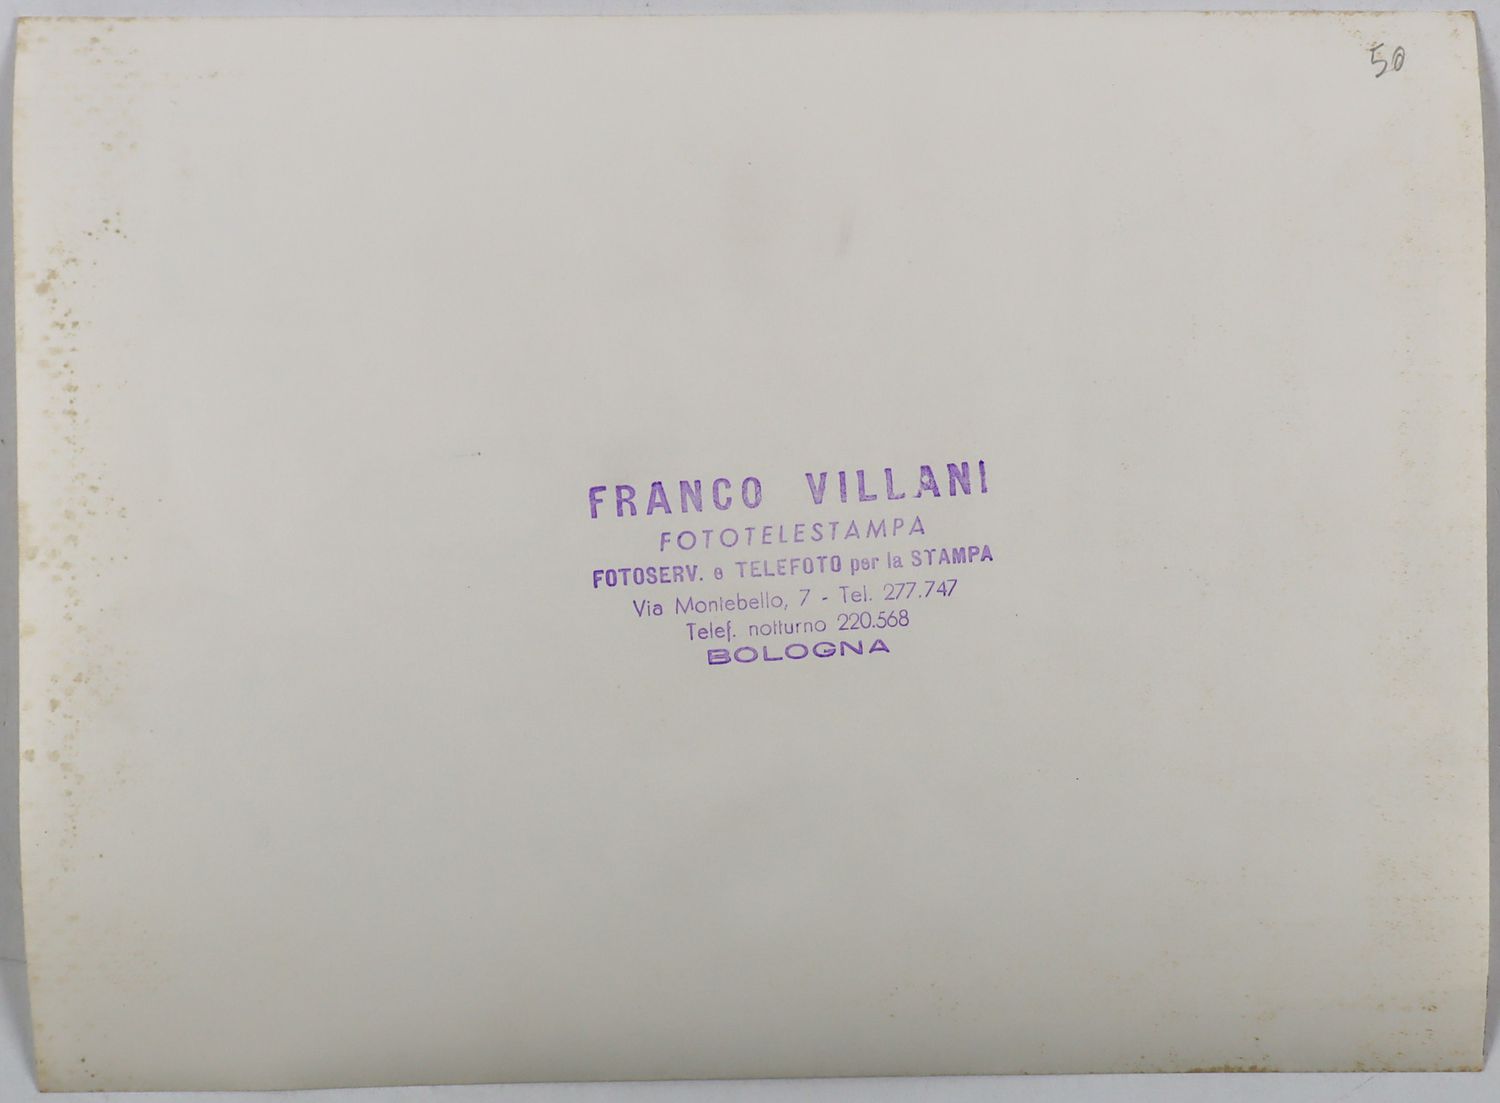 50
FRANCO VILLANI
FOTOTELESTAMPA
FOTOSERV. e TELEFOTO per la STAMPA
Via Montebello, 7 - Tel. 277.747
Telef. notturno 220.568
BOLOGNA